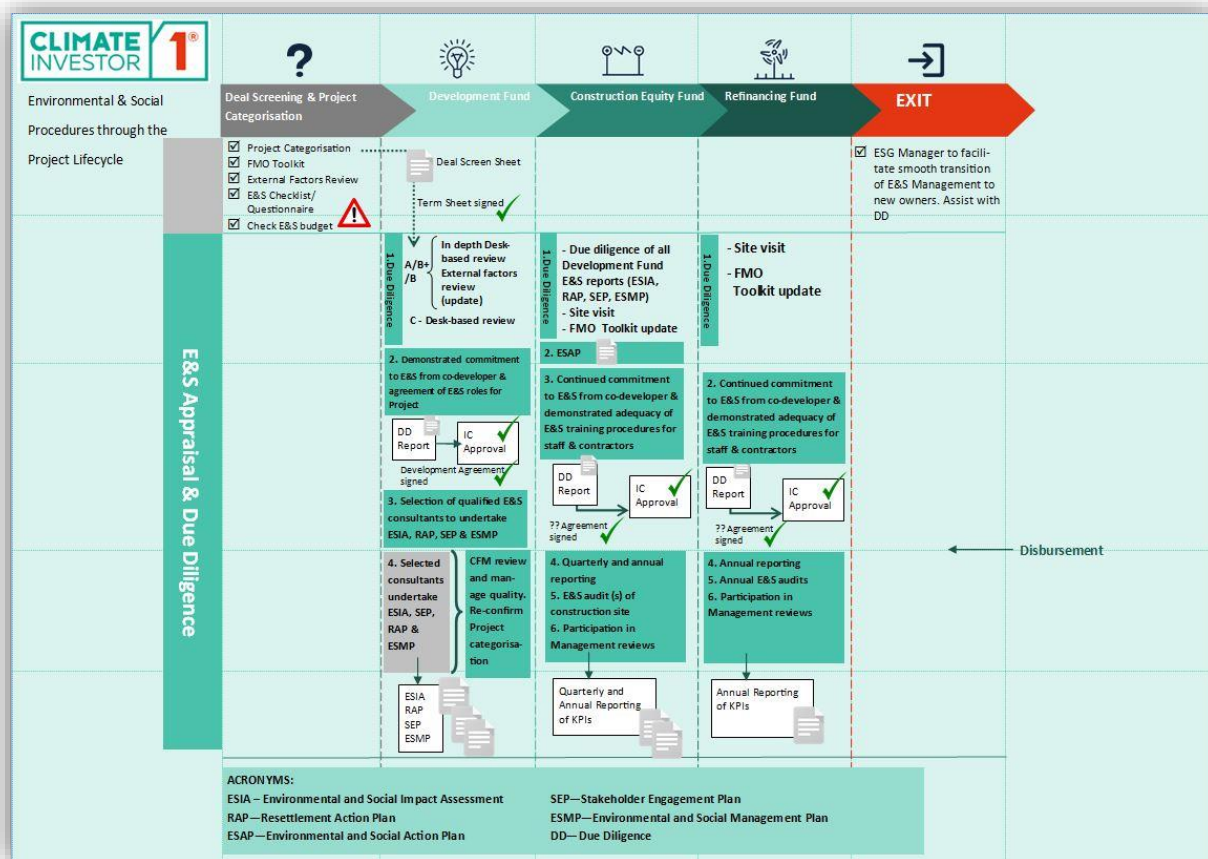 CLIMATE
INVESTOR
1®
Environmental & Social
Procedures through the
Project Lifecycle
?
Deal Screening & Project
Categorisation
Development Fund
Construction Equity Fund
Refinancing Fund
EXIT
Project Categorisation
FMO Toolkit
External Factors Review
E&S Checklist/
Questionnaire
Check E&S budget
Deal Screen Sheet
Term Sheet signed
ESG Manager to facili-
tate smooth transition
of E&S Management to
new owners. Assist with
DD
E&S Appraisal & Due Diligence
1.Due Diligence
A/B+
/B
In depth Desk-
based review
External factors
review
(update)
C - Desk-based review
2. Demonstrated commitment
to E&S from co-developer &
agreement of E&S roles for
Project
DD
Report
IC
Approval
Development Agreement
signed
3. Selection of qualified E&S
consultants to undertake
ESIA, RAP, SEP & ESMP
4. Selected
consultants
undertake
ESIA, SEP,
RAP &
ESMP
CFM review
and man-
age quality.
Re-confirm
Project
categorisa-
tion
ESIA
RAP
SEP
ESMP
1.Due Diligence
- Due diligence of all
Development Fund
E&S reports (ESIA,
RAP, SEP, ESMP)
- Site visit
- FMO Toolkit update
2. ESAP
3. Continued commitment
to E&S from co-developer &
demonstrated adequacy of
E&S training procedures for
staff & contractors
DD
Report
IC
Approval
?? Agreement
signed
4. Quarterly and annual
reporting
5. E&S audit (s) of
construction site
6. Participation in
Management reviews
Quarterly and
Annual Reporting
of KPIs
1.Due Diligence
- Site visit
- FMO
Toolkit update
2. Continued commitment
to E&S from co-developer &
demonstrated adequacy of
E&S training procedures for
staff & contractors
DD
Report
IC
Approval
?? Agreement
signed
4. Annual reporting
5. Annual E&S audits
6. Participation in
Management reviews
Annual Reporting
of KPIs
Disbursement
ACRONYMS:
ESIA – Environmental and Social Impact Assessment
RAP—Resettlement Action Plan
ESAP—Environmental and Social Action Plan
SEP—Stakeholder Engagement Plan
ESMP—Environmental and Social Management Plan
DD—Due Diligence